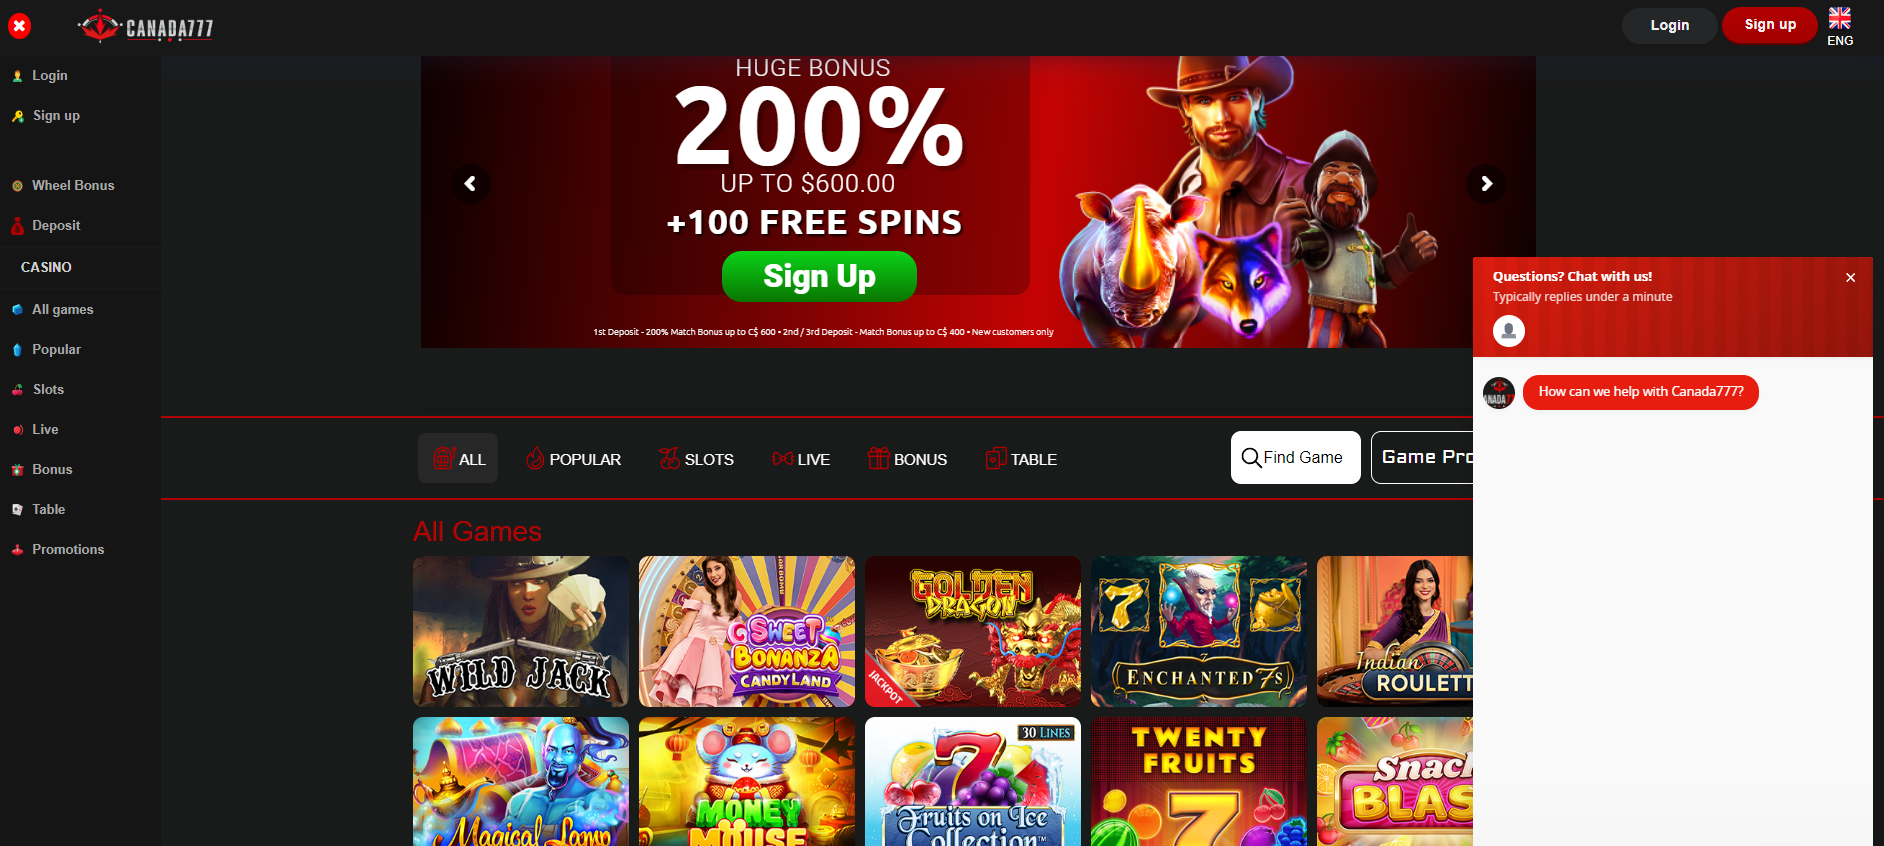 CANADA777
Login
Sign up
ENG
Login
Sign up
Wheel Bonus
Deposit
CASINO
All games
Popular
Slots
Live
Bonus
Table
Promotions
HUGE BONUS
200%
UP TO $600.00
+100 FREE SPINS
Sign Up
1st Deposit - 200% Match Bonus up to C$ 600 • 2nd / 3rd Deposit - Match Bonus up to C$ 400 • New customers only
Questions? Chat with us!
Typically replies under a minute
How can we help with Canada777?
ALL
POPULAR
SLOTS
LIVE
BONUS
TABLE
Find Game
Game Pro
All Games
WILD JACK
SWEET
BONANZA
CANDYLAND
GOLDEN
DRAGON
JACKPOT
7
ENCHANTED 7s
Indian
ROULETT
Magical Lamp
MONEY
MOUSE
30 LINES
7
Fruits on Ice
Collection™
TWENTY
FRUITS
7
Snack
BLAS